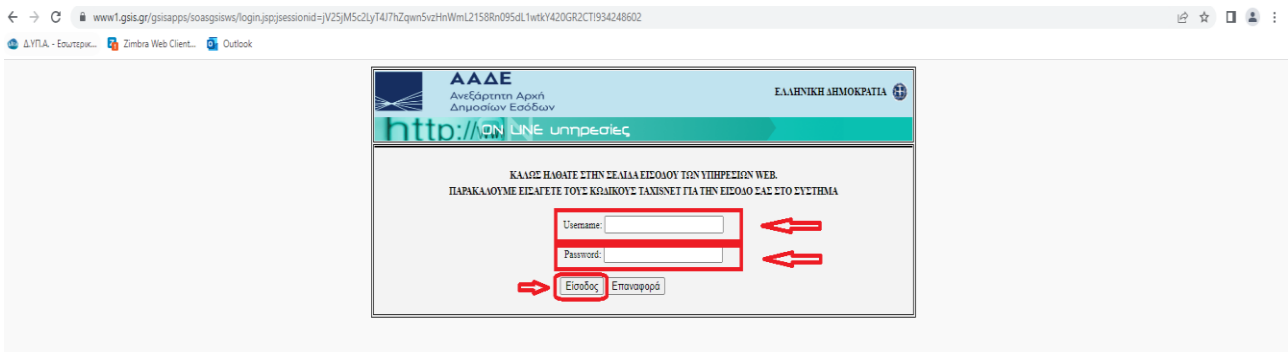 www1.gsis.gr/gsisapps/soasgsisws/login.jsp;jsessionid=jV25jM5c2LyT4J7hZqwn5vzHnWmL2158Rn095dL1wtkY420GR2CT!934248602
Δ.ΥΠ.Α. - Εσωτερικ... Zimbra Web Client... Outlook
ΑΑΔΕ
Ανεξάρτητη Αρχή
Δημοσίων Εσόδων
ΕΛΛΗΝΙΚΗ ΔΗΜΟΚΡΑΤΙΑ
http:// ON LINE υπηρεσίες
ΚΑΛΩΣ ΗΛΘΑΤΕ ΣΤΗΝ ΣΕΛΙΔΑ ΕΙΣΟΔΟΥ ΤΩΝ ΥΠΗΡΕΣΙΩΝ WEB.
ΠΑΡΑΚΑΛΟΥΜΕ ΕΙΣΑΓΕΤΕ ΤΟΥΣ ΚΩΔΙΚΟΥΣ TAXISNET ΓΙΑ ΤΗΝ ΕΙΣΟΔΟ ΣΑΣ ΣΤΟ ΣΥΣΤΗΜΑ
Username:
Password:
Είσοδος Επαναφορά